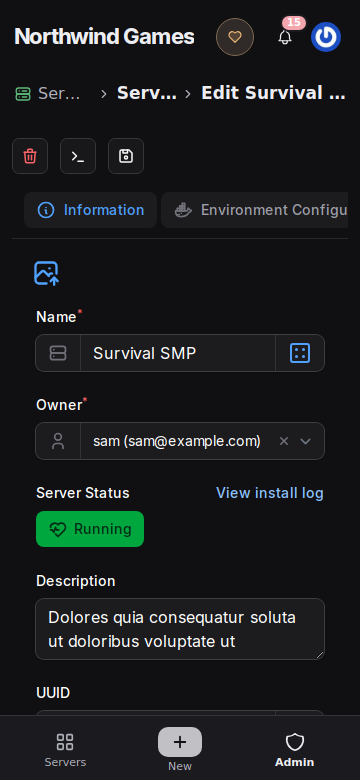 Northwind Games
15
Ser... > Serv... > Edit Survival ...
Information
Environment Configu
Name*
Survival SMP
Owner*
sam (sam@example.com)
Server Status
View install log
Running
Description
Dolores quia consequatur soluta
ut doloribus voluptate ut
UUID
Servers
New
Admin